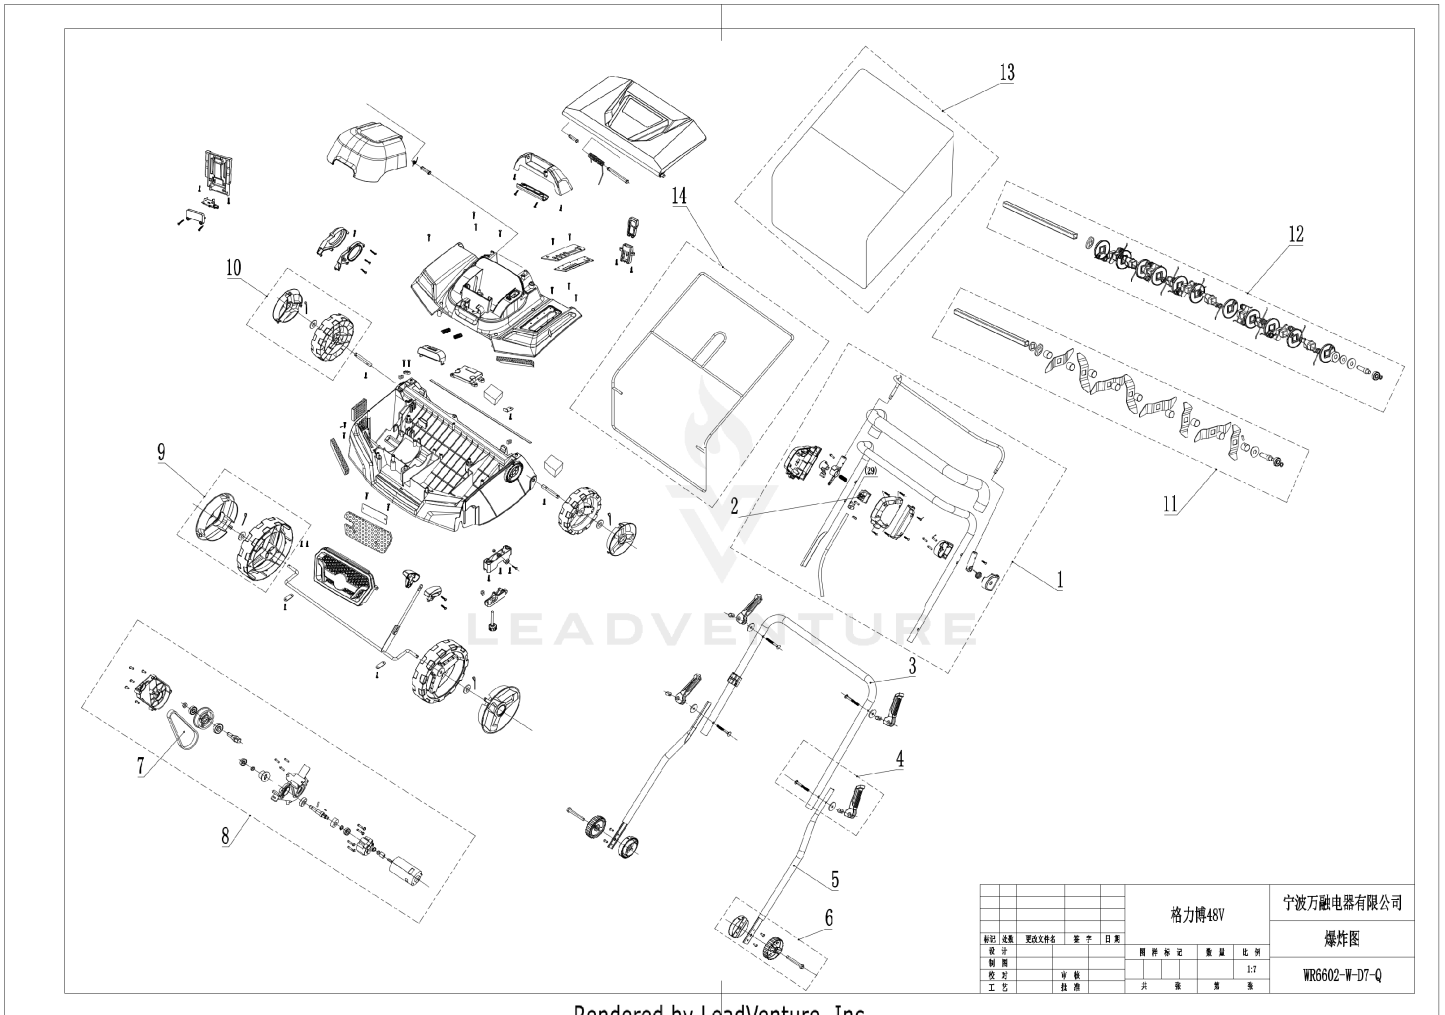 13
14
12
10
9
2
(29)
11
1
3
4
7
8
5
6
LEADVENTURE
标记 处数 更改文件名 签 字 日 期
设 计
制 图
校 对 审 核
工 艺 批 准
格力博48V
图 样 标 记 数 量 比 例
1:7
共 张 第 张
宁波万融电器有限公司
爆炸图
WR6602-W-D7-Q
Rendered by LeadVenture, Inc.